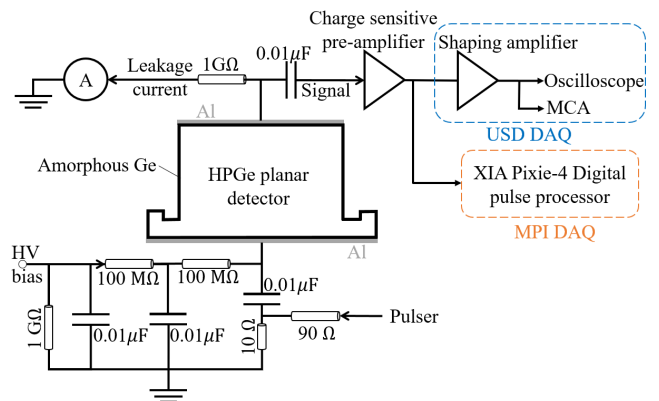 Charge sensitive
pre-amplifier
Shaping amplifier
0.01μF
1GΩ
A
Leakage
current
Signal
Oscilloscope
MCA
USD DAQ
Al
Amorphous Ge
HPGe planar
detector
XIA Pixie-4 Digital
pulse processor
MPI DAQ
Al
HV
bias
100 MΩ
100 MΩ
0.01μF
1 GΩ
0.01μF
0.01μF
10 Ω
90 Ω
Pulser